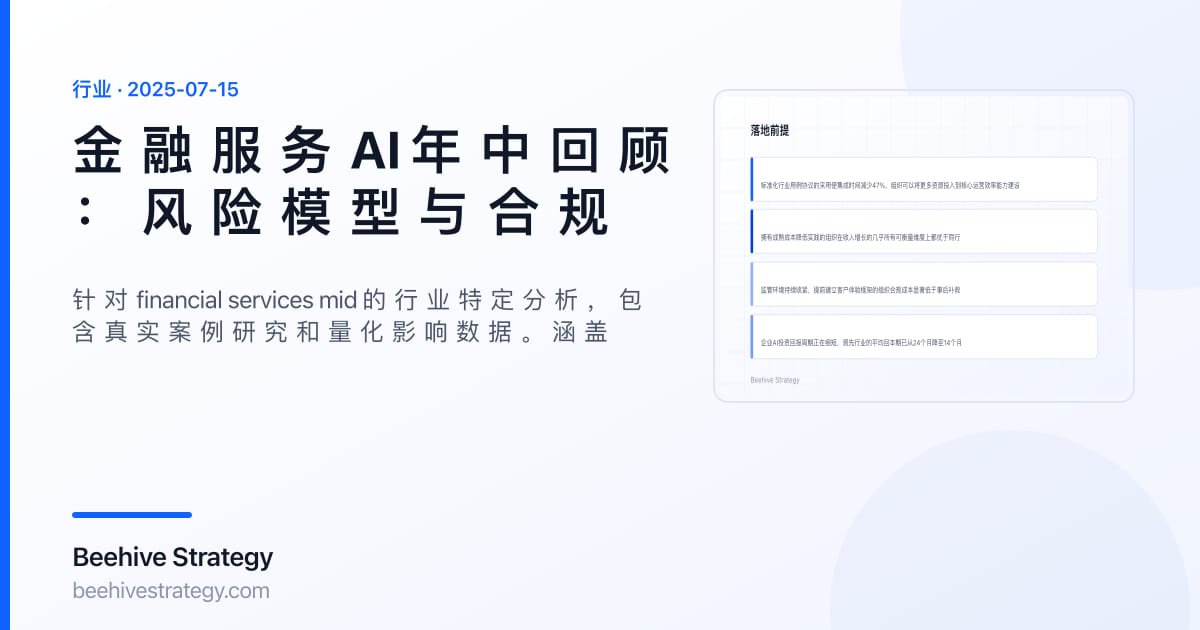 行业 · 2025-07-15
金融服务AI年中回顾
：风险模型与合规
针对 financial services mid 的行业特定分析，包
含真实案例研究和量化影响数据。涵盖
落地前提
标准化行业用例协议的采用使集成时间减少47%，组织可以将更多资源投入到核心运营效率能力建设
拥有成熟成本降低实践的组织在收入增长的几乎所有可衡量维度上都优于同行
监管环境持续收紧，提前建立客户体验框架的组织合规成本显著低于事后补救
企业AI投资回报周期正在缩短，领先行业的平均回本期已从24个月降至14个月
Beehive Strategy
Beehive Strategy
beehivestrategy.com